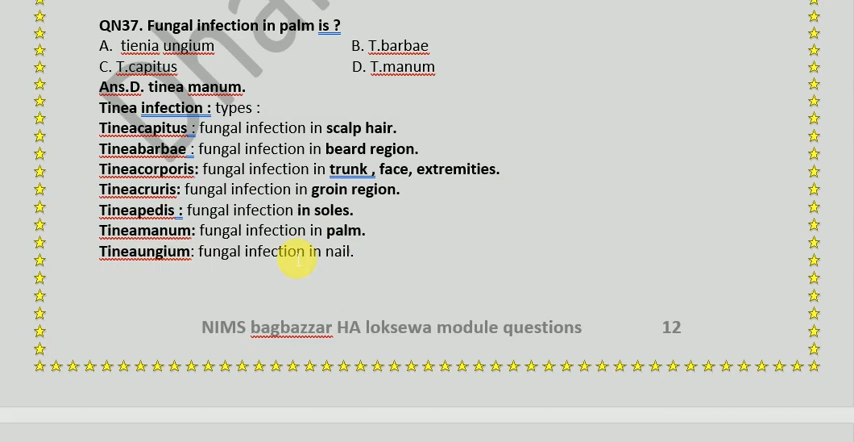 QN37. Fungal infection in palm is ?
A. tienia ungium B. T.barbae
C. T.capitus D. T.manum
Ans.D. tinea manum.
Tinea infection : types :
Tineacapitus : fungal infection in scalp hair.
Tineabarbae : fungal infection in beard region.
Tineacorporis: fungal infection in trunk , face, extremities.
Tineacruris: fungal infection in groin region.
Tineapedis : fungal infection in soles.
Tineamanum: fungal infection in palm.
Tineaungium: fungal infection in nail.
NIMS bagbazzar HA loksewa module questions 12